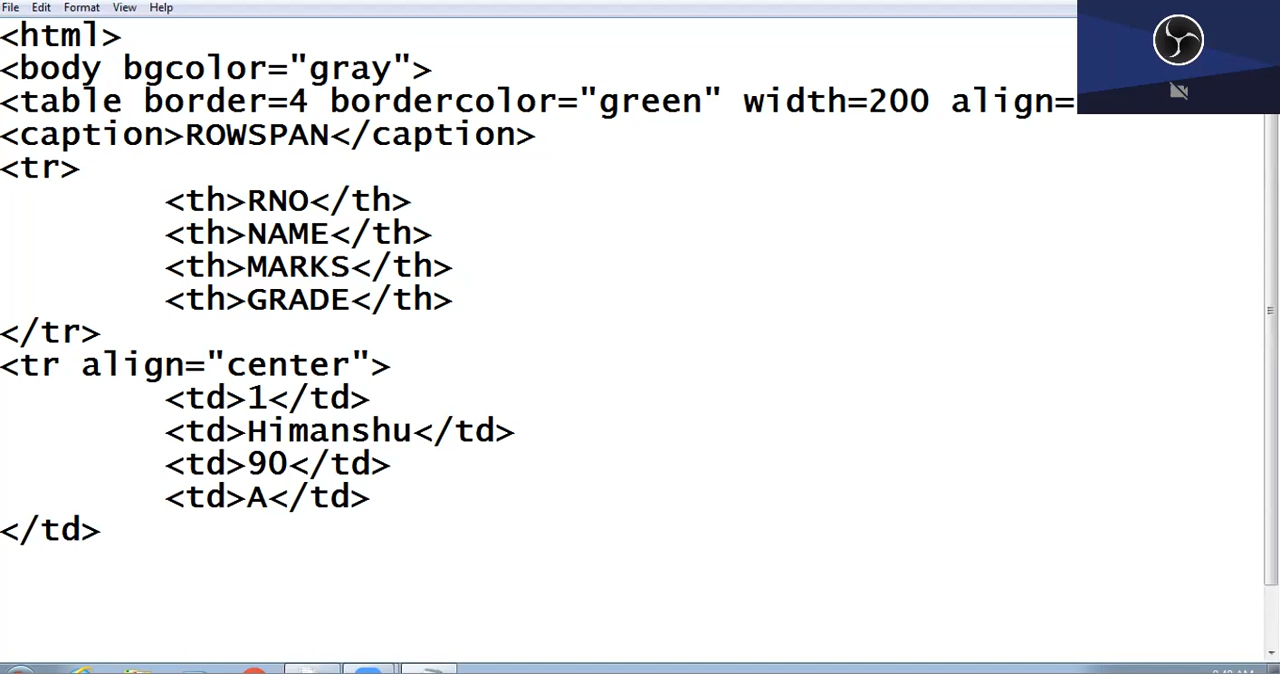 File Edit Format View Help
<html>
<body bgcolor="gray">
<table border=4 bordercolor="green" width=200 align=
<caption>ROWSPAN</caption>
<tr>
<th>RNO</th>
<th>NAME</th>
<th>MARKS</th>
<th>GRADE</th>
</tr>
<tr align="center">
<td>1</td>
<td>Himanshu</td>
<td>90</td>
<td>A</td>
</td>